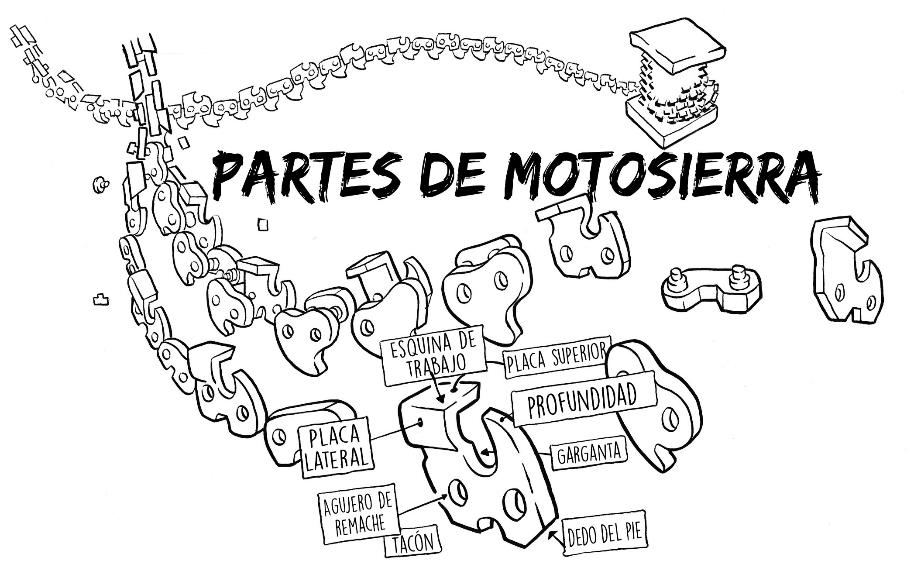 PARTES DE MOTOSIERRA
ESQUINA DE
TRABAJO
PLACA SUPERIOR
PROFUNDIDAD
PLACA
LATERAL
GARGANTA
AGUJERO DE
REMACHE
TACÓN
DEDO DEL PIE